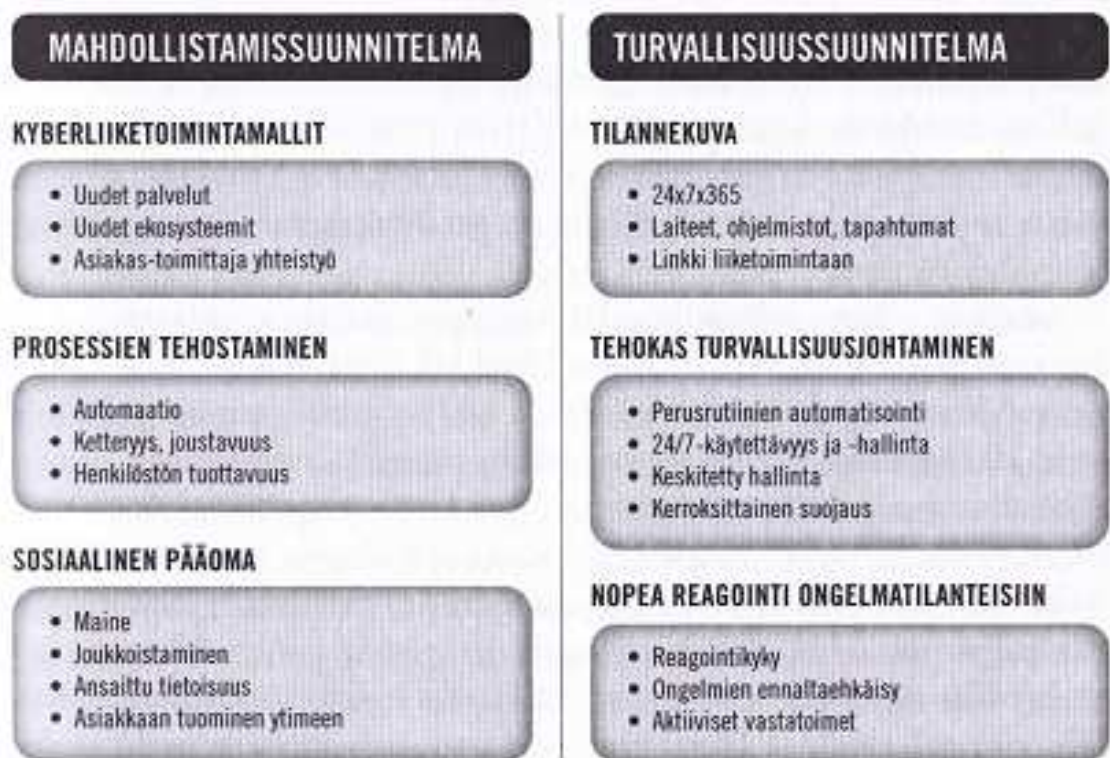 MAHDOLLISTAMISSUUNNITELMA
KYBERLIIKETOIMINTAMALLIT
• Uudet palvelut
• Uudet ekosysteemit
• Asiakas-toimittaja yhteistyö
PROSESSIEN TEHOSTAMINEN
• Automaatio
• Ketteryys, joustavuus
• Henkilöstön tuottavuus
SOSIAALINEN PÄÄOMA
• Maine
• Joukkoistaminen
• Ansaittu tietoisuus
• Asiakkaan tuominen ytimeen
TURVALLISUUSSUUNNITELMA
TILANNEKUVA
• 24x7x365
• Laiteet, ohjelmistot, tapahtumat
• Linkki liiketoimintaan
TEHOKAS TURVALLISUUSJOHTAMINEN
• Perusrutiinien automatisointi
• 24/7-käytettävyys ja -hallinta
• Keskitetty hallinta
• Kerroksittainen suojaus
NOPEA REAGOINTI ONGELMATILANTEISIIN
• Reagointikyky
• Ongelmien ennaltaehkäisy
• Aktiiviset vastatoimet